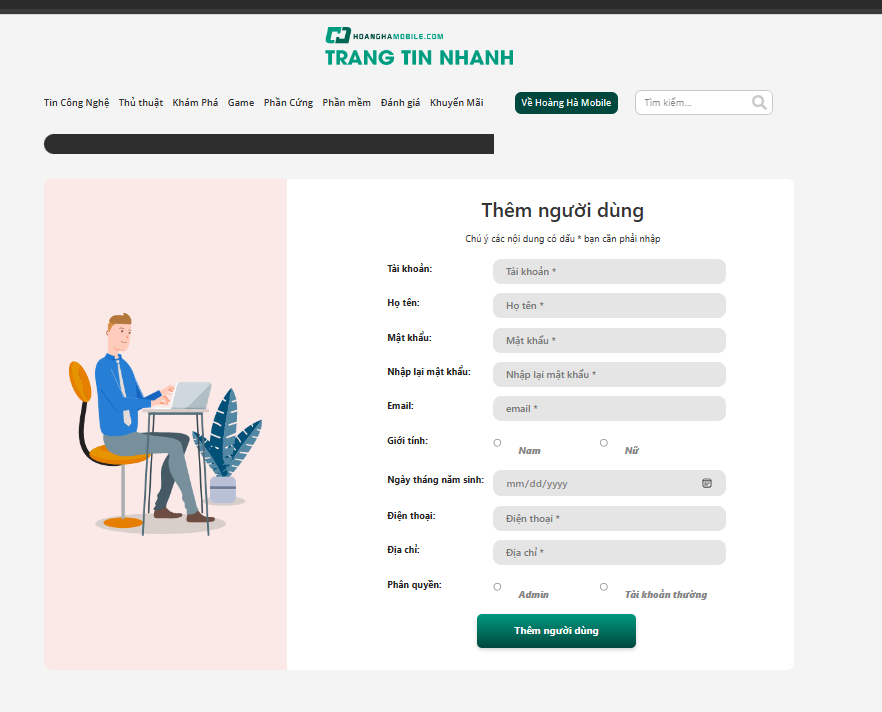 HOANGHAMOBILE.COM
TRANG TIN NHANH
Tin Công Nghệ Thủ thuật Khám Phá Game Phần Cứng Phần mềm Đánh giá Khuyến Mãi Về Hoàng Hà Mobile Tìm kiếm...
Thêm người dùng
Chú ý các nội dung có dấu * bạn cần phải nhập
Tài khoản: Tài khoản *
Họ tên: Họ tên *
Mật khẩu: Mật khẩu *
Nhập lại mật khẩu: Nhập lại mật khẩu *
Email: email *
Giới tính: Nam Nữ
Ngày tháng năm sinh: mm/dd/yyyy
Điện thoại: Điện thoại *
Địa chỉ: Địa chỉ *
Phân quyền: Admin Tài khoản thường
Thêm người dùng